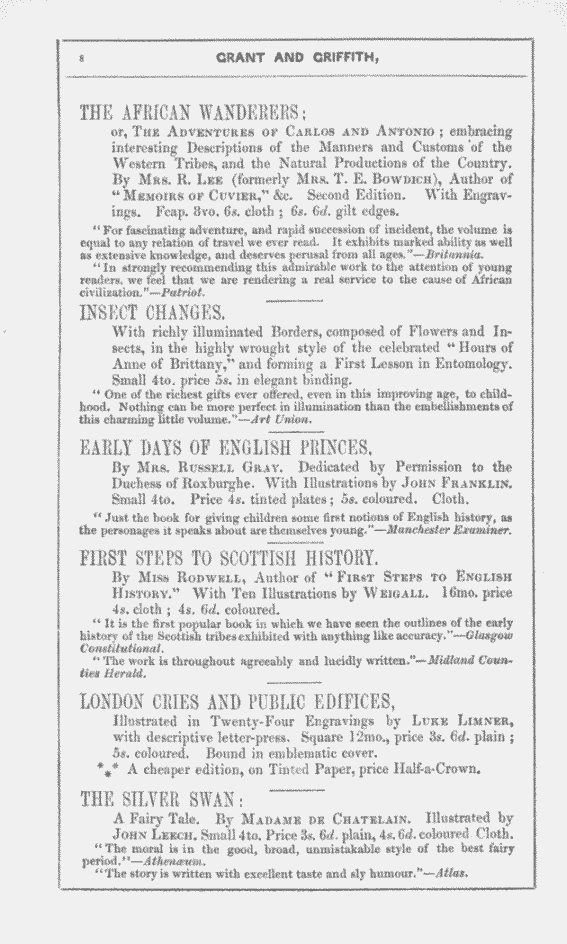 8 GRANT AND GRIFFITH,
THE AFRICAN WANDERERS;
or, THE ADVENTURES OF CARLOS AND ANTONIO; embracing
interesting Descriptions of the Manners and Customs of the
Western Tribes, and the Natural Productions of the Country.
By MRS. R. LEE (formerly MRS. T. E. BOWDICH), Author of
"MEMOIRS OF CUVIER," &c. Second Edition. With Engrav-
ings. Fcap. 8vo. 6s. cloth; 6s. 6d. gilt edges.
"For fascinating adventure, and rapid succession of incident, the volume is
equal to any relation of travel we ever read. It exhibits marked ability as well
as extensive knowledge, and deserves perusal from all ages."—Britannia.
"In strongly recommending this admirable work to the attention of young
readers, we feel that we are rendering a real service to the cause of African
civilization."—Patriot.
INSECT CHANGES.
With richly illuminated Borders, composed of Flowers and In-
sects, in the highly wrought style of the celebrated "Hours of
Anne of Brittany," and forming a First Lesson in Entomology.
Small 4to. price 5s. in elegant binding.
"One of the richest gifts ever offered, even in this improving age, to child-
hood. Nothing can be more perfect in illumination than the embellishments of
this charming little volume."—Art Union.
EARLY DAYS OF ENGLISH PRINCES.
By MRS. RUSSELL GRAY. Dedicated by Permission to the
Duchess of Roxburghe. With Illustrations by JOHN FRANKLIN.
Small 4to. Price 4s. tinted plates; 5s. coloured. Cloth.
"Just the book for giving children some first notions of English history, as
the personages it speaks about are themselves young."—Manchester Examiner.
FIRST STEPS TO SCOTTISH HISTORY.
By MISS RODWELL, Author of "FIRST STEPS TO ENGLISH
HISTORY." With Ten Illustrations by WEIGALL. 16mo. price
4s. cloth; 4s. 6d. coloured.
"It is the first popular book in which we have seen the outlines of the early
history of the Scottish tribes exhibited with anything like accuracy."—Glasgow
Constitutional.
"The work is throughout agreeably and lucidly written."—Midland Coun-
ties Herald.
LONDON CRIES AND PUBLIC EDIFICES,
Illustrated in Twenty-Four Engravings by LUKE LIMNER,
with descriptive letter-press. Square 12mo., price 3s. 6d. plain;
5s. coloured. Bound in emblematic cover.
*** A cheaper edition, on Tinted Paper, price Half-a-Crown.
THE SILVER SWAN:
A Fairy Tale. By MADAME DE CHATELAIN. Illustrated by
JOHN LEECH. Small 4to. Price 3s. 6d. plain, 4s. 6d. coloured Cloth.
"The moral is in the good, broad, unmistakable style of the best fairy
period."—Athenæum.
"The story is written with excellent taste and sly humour."—Atlas.